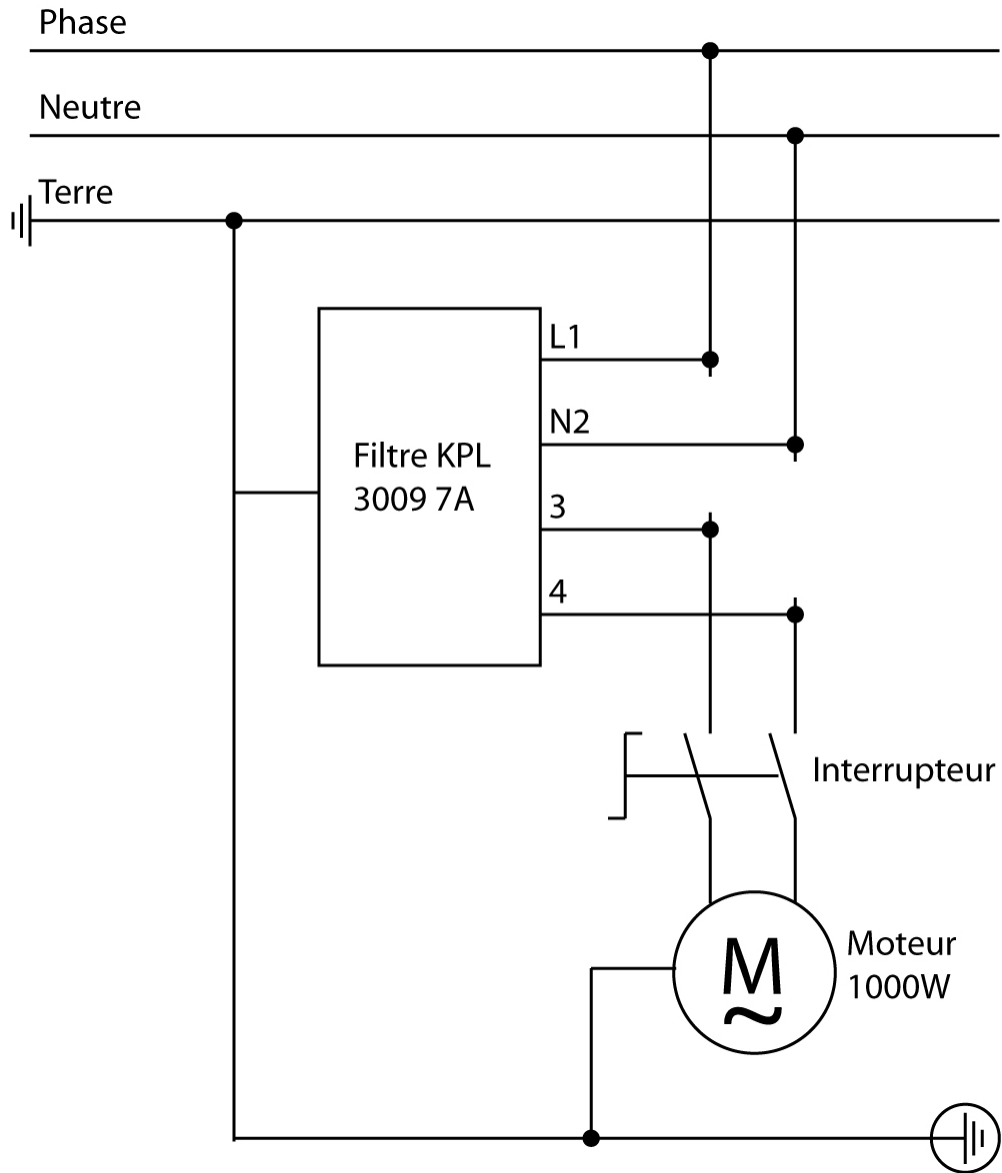 Phase
Neutre
Terre
L1
N2
Filtre KPL
3009 7A
3
4
Interrupteur
M
~
Moteur
1000W